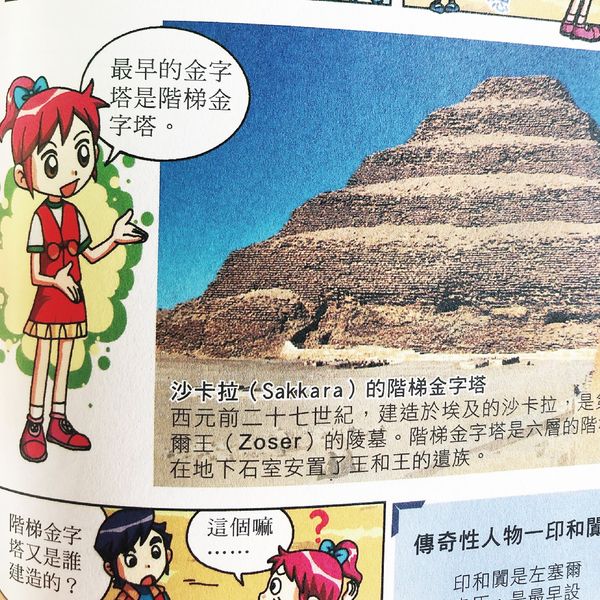 最早的金字
塔是階梯金
字塔。
沙卡拉（Sakkara）的階梯金字塔
西元前二十七世紀，建造於埃及的沙卡拉，是
爾王（Zoser）的陵墓。階梯金字塔是六層的階
在地下石室安置了王和王的遺族。
階梯金字
塔又是誰
建造的？
這個嘛
……
?
傳奇性人物一印和闐
印和闐是左塞爾
是最早設